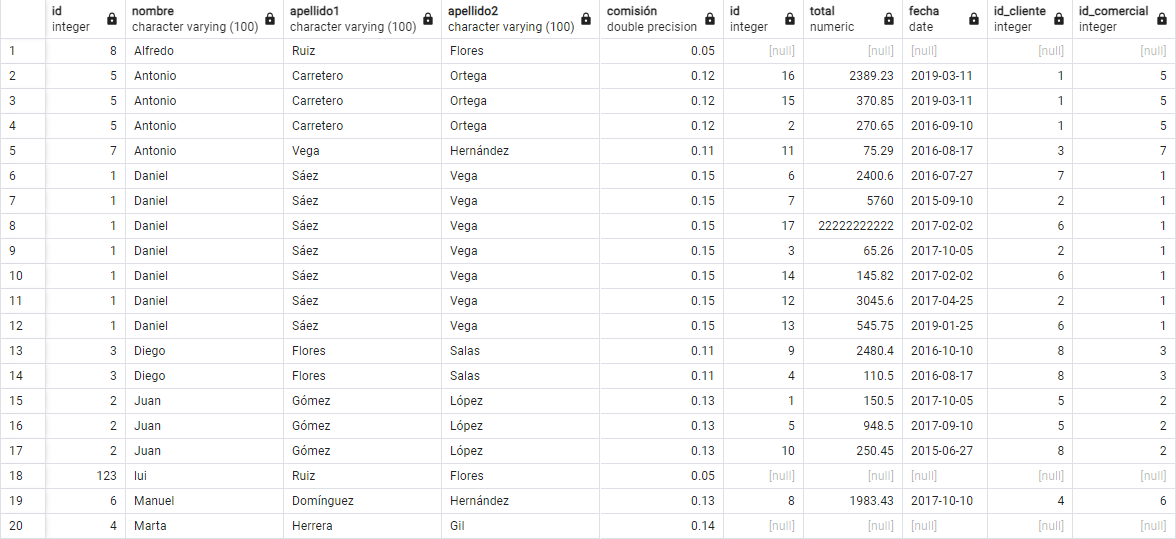 id nombre apellido1 apellido2 comisión id total fecha id_cliente id_comercial
integer character varying (100) character varying (100) character varying (100) double precision integer numeric date integer integer
1 8 Alfredo Ruiz Flores 0.05 [null] [null] [null] [null] [null]
2 5 Antonio Carretero Ortega 0.12 16 2389.23 2019-03-11 1 5
3 5 Antonio Carretero Ortega 0.12 15 370.85 2019-03-11 1 5
4 5 Antonio Carretero Ortega 0.12 2 270.65 2016-09-10 1 5
5 7 Antonio Vega Hernández 0.11 11 75.29 2016-08-17 3 7
6 1 Daniel Sáez Vega 0.15 6 2400.6 2016-07-27 7 1
7 1 Daniel Sáez Vega 0.15 7 5760 2015-09-10 2 1
8 1 Daniel Sáez Vega 0.15 17 22222222222 2017-02-02 6 1
9 1 Daniel Sáez Vega 0.15 3 65.26 2017-10-05 2 1
10 1 Daniel Sáez Vega 0.15 14 145.82 2017-02-02 6 1
11 1 Daniel Sáez Vega 0.15 12 3045.6 2017-04-25 2 1
12 1 Daniel Sáez Vega 0.15 13 545.75 2019-01-25 6 1
13 3 Diego Flores Salas 0.11 9 2480.4 2016-10-10 8 3
14 3 Diego Flores Salas 0.11 4 110.5 2016-08-17 8 3
15 2 Juan Gómez López 0.13 1 150.5 2017-10-05 5 2
16 2 Juan Gómez López 0.13 5 948.5 2017-09-10 5 2
17 2 Juan Gómez López 0.13 10 250.45 2015-06-27 8 2
18 123 lui Ruiz Flores 0.05 [null] [null] [null] [null] [null]
19 6 Manuel Domínguez Hernández 0.13 8 1983.43 2017-10-10 4 6
20 4 Marta Herrera Gil 0.14 [null] [null] [null] [null] [null]